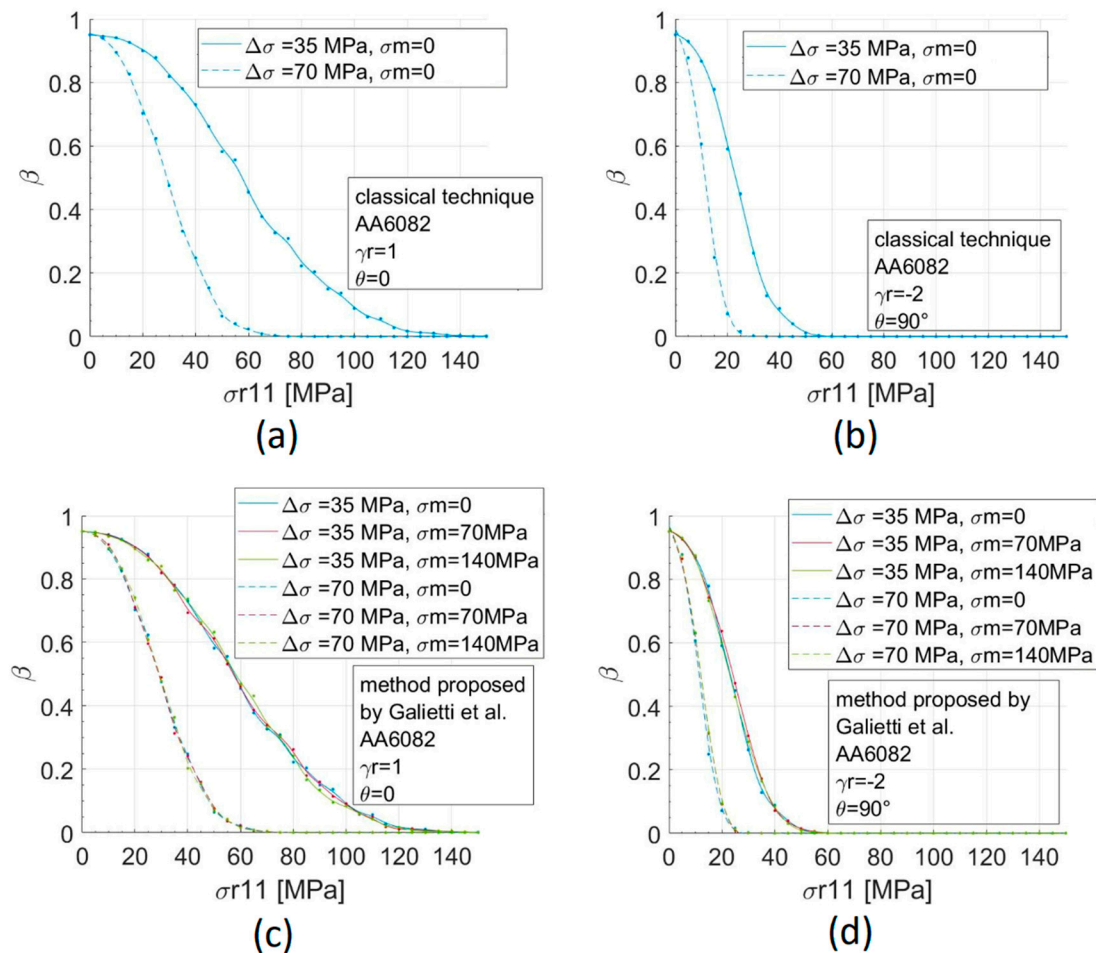 Δσ =35 MPa, σm=0
Δσ =70 MPa, σm=0
classical technique
AA6082
γr=1
θ=0
β
1
0.8
0.6
0.4
0.2
0
0 20 40 60 80 100 120 140
σr11 [MPa]
(a)
Δσ =35 MPa, σm=0
Δσ =70 MPa, σm=0
classical technique
AA6082
γr=-2
θ=90°
β
1
0.8
0.6
0.4
0.2
0
0 20 40 60 80 100 120 140
σr11 [MPa]
(b)
Δσ =35 MPa, σm=0
Δσ =35 MPa, σm=70MPa
Δσ =35 MPa, σm=140MPa
Δσ =70 MPa, σm=0
Δσ =70 MPa, σm=70MPa
Δσ =70 MPa, σm=140MPa
method proposed
by Galietti et al.
AA6082
γr=1
θ=0
β
1
0.8
0.6
0.4
0.2
0
0 20 40 60 80 100 120 140
σr11 [MPa]
(c)
Δσ =35 MPa, σm=0
Δσ =35 MPa, σm=70MPa
Δσ =35 MPa, σm=140MPa
Δσ =70 MPa, σm=0
Δσ =70 MPa, σm=70MPa
Δσ =70 MPa, σm=140MPa
method proposed by
Galietti et al.
AA6082
γr=-2
θ=90°
β
1
0.8
0.6
0.4
0.2
0
0 20 40 60 80 100 120 140
σr11 [MPa]
(d)